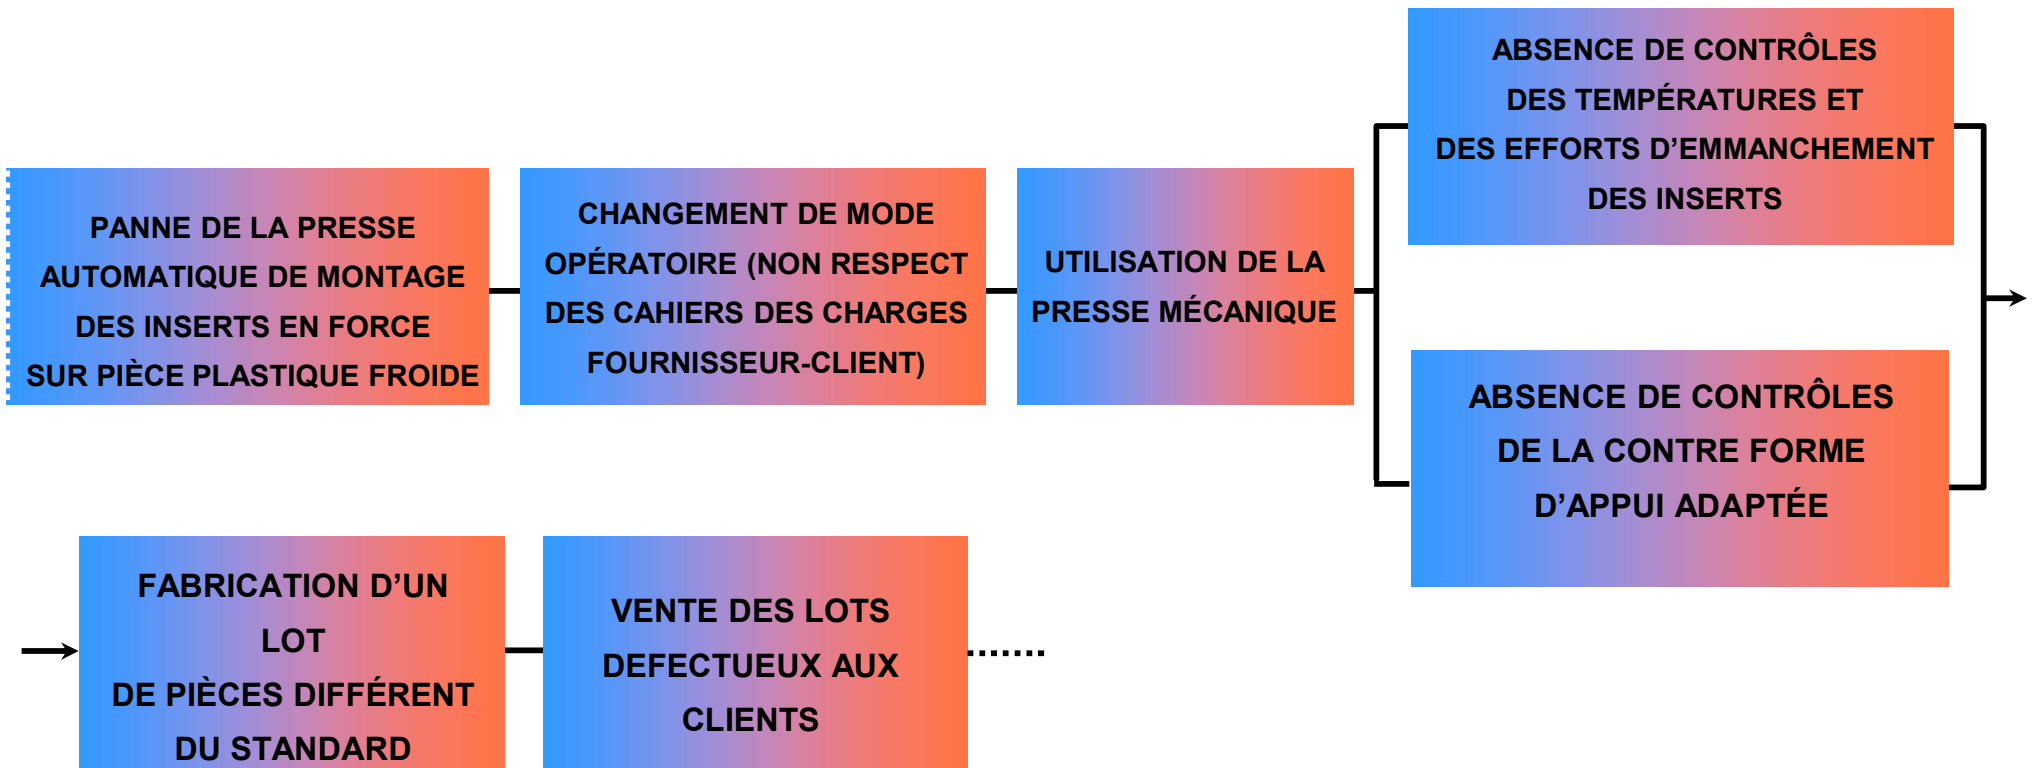 PANNE DE LA PRESSE
AUTOMATIQUE DE MONTAGE
DES INSERTS EN FORCE
SUR PIÈCE PLASTIQUE FROIDE
CHANGEMENT DE MODE
OPÉRATOIRE (NON RESPECT
DES CAHIERS DES CHARGES
FOURNISSEUR-CLIENT)
UTILISATION DE LA
PRESSE MÉCANIQUE
ABSENCE DE CONTRÔLES
DES TEMPÉRATURES ET
DES EFFORTS D’EMMANCHEMENT
DES INSERTS
ABSENCE DE CONTRÔLES
DE LA CONTRE FORME
D’APPUI ADAPTÉE
FABRICATION D’UN
LOT
DE PIÈCES DIFFÉRENT
DU STANDARD
VENTE DES LOTS
DEFECTUEUX AUX
CLIENTS